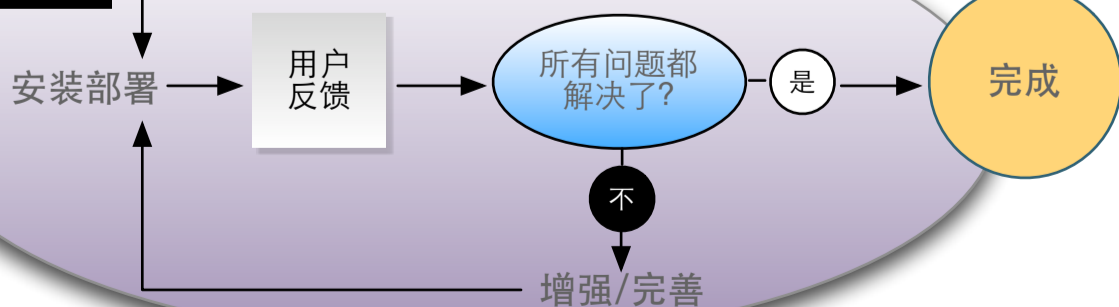 安装部署
用户
反馈
所有问题都
解决了?
是
完成
不
增强/完善